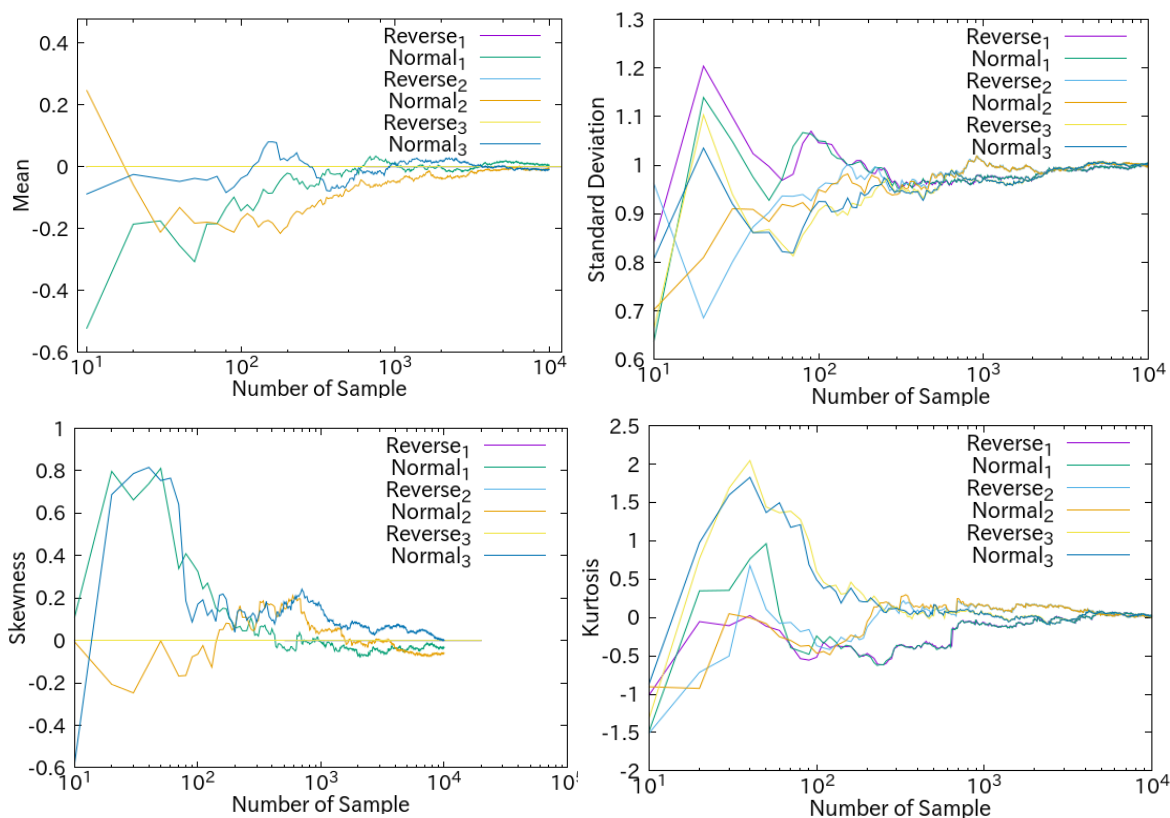 0.4
0.2
0
-0.2
-0.4
-0.6
Mean
Reverse1
Normal1
Reverse2
Normal2
Reverse3
Normal3
10^1
10^2
10^3
10^4
Number of Sample
1.3
1.2
1.1
1
0.9
0.8
0.7
0.6
Standard Deviation
Reverse1
Normal1
Reverse2
Normal2
Reverse3
Normal3
10^1
10^2
10^3
10^4
Number of Sample
1
0.8
0.6
0.4
0.2
0
-0.2
-0.4
-0.6
Skewness
Reverse1
Normal1
Reverse2
Normal2
Reverse3
Normal3
10^1
10^2
10^3
10^4
10^5
Number of Sample
2.5
2
1.5
1
0.5
0
-0.5
-1
-1.5
-2
Kurtosis
Reverse1
Normal1
Reverse2
Normal2
Reverse3
Normal3
10^1
10^2
10^3
10^4
Number of Sample